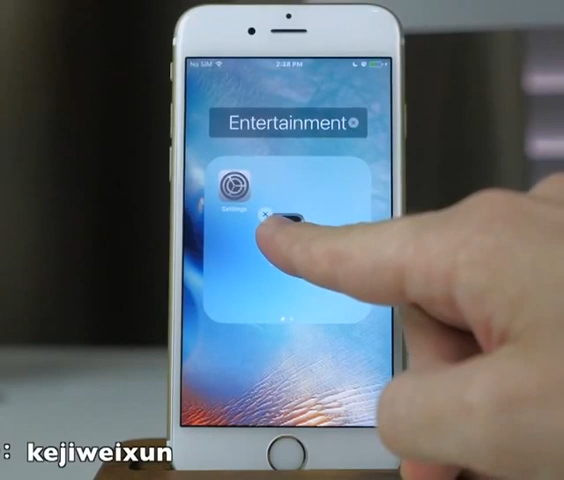 No SIM
2:38 PM
Entertainment
Settings
: kejiweixun